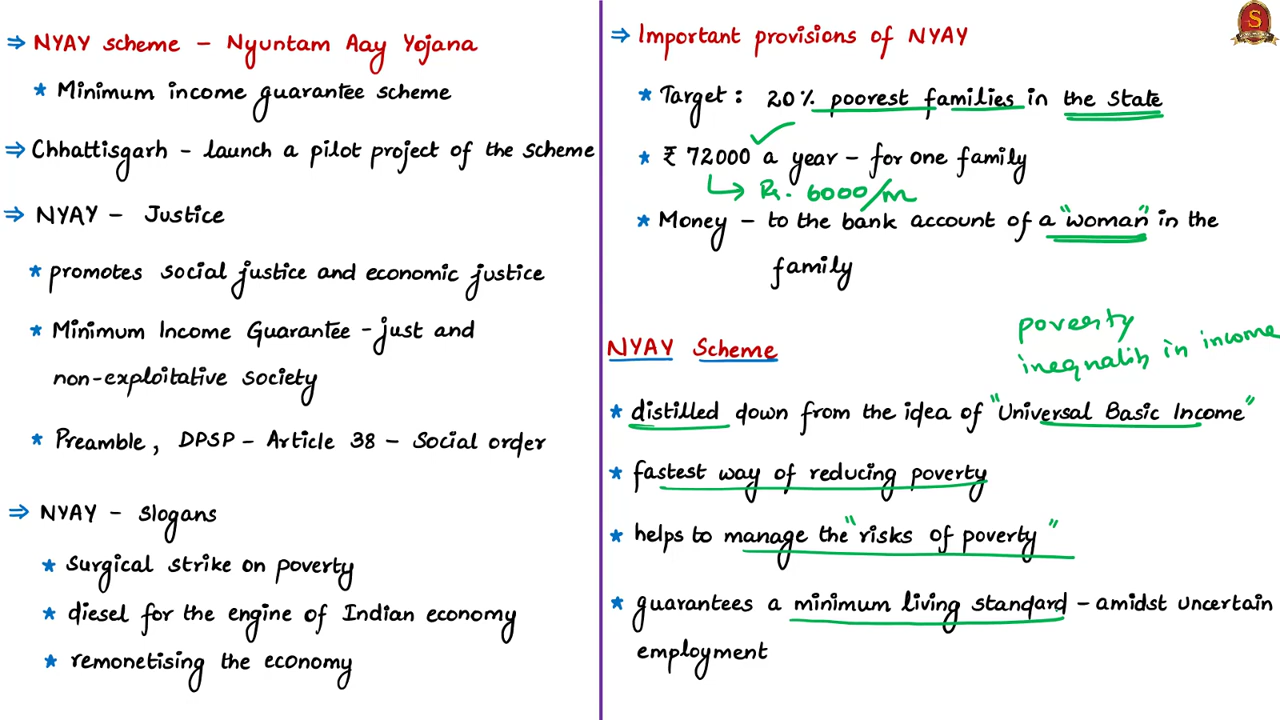 ⇒ NYAY scheme – Nyuntam Aay Yojana
* Minimum income guarantee scheme
⇒ Chhattisgarh – launch a pilot project of the scheme
⇒ NYAY – Justice
* promotes social justice and economic justice
* Minimum Income Guarantee – just and
non-exploitative society
* Preamble, DPSP – Article 38 – Social order
⇒ NYAY – Slogans
* Surgical strike on poverty
* diesel for the engine of Indian economy
* remonetising the economy
⇒ Important provisions of NYAY
* Target: 20% poorest families in the State
* ₹ 72000 a year – for one family
Rs. 6000/m
* Money – to the bank account of a "woman" in the
family
poverty
inequality in income
NYAY Scheme
* distilled down from the idea of "Universal Basic Income"
* fastest way of reducing poverty
* helps to manage the "risks of poverty"
* guarantees a minimum living standard – amidst uncertain
employment
S